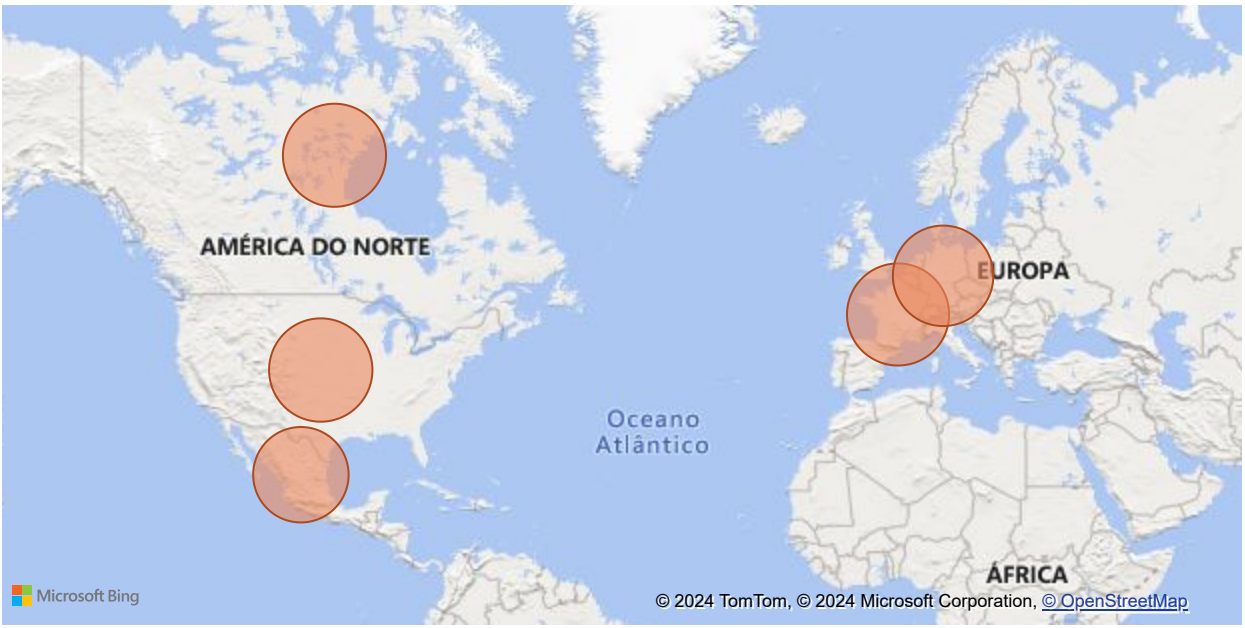 AMÉRICA DO NORTE
EUROPA
Oceano
Atlântico
ÁFRICA
Microsoft Bing
© 2024 TomTom, © 2024 Microsoft Corporation, © OpenStreetMap